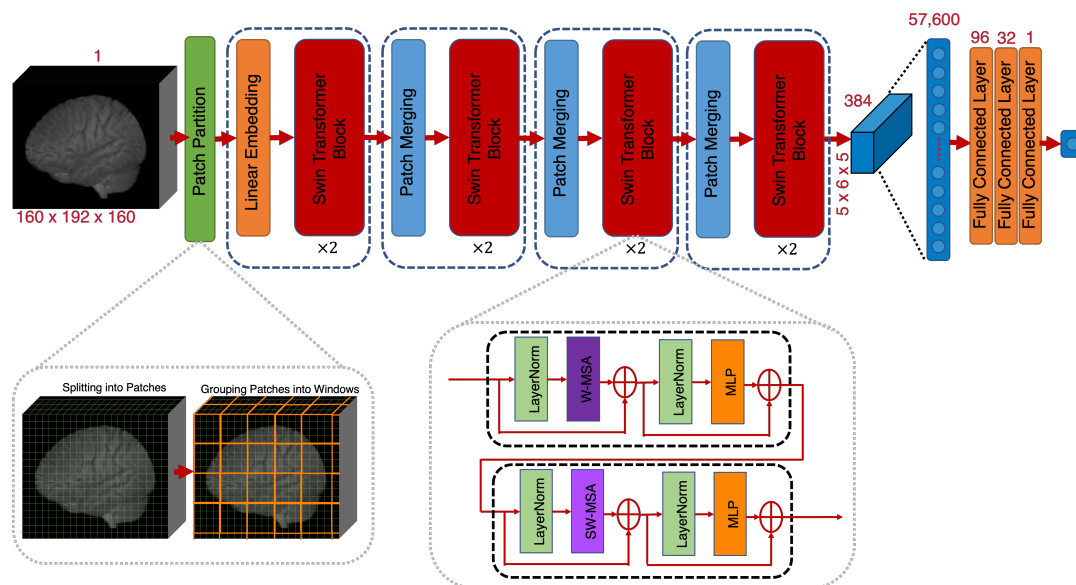 1
160 x 192 x 160
Patch Partition
Linear Embedding
Swin Transformer
Block
×2
Patch Merging
Swin Transformer
Block
×2
Patch Merging
Swin Transformer
Block
×2
Patch Merging
Swin Transformer
Block
×2
384
5 x 6 x 5
57,600
96
32
1
Fully Connected Layer
Fully Connected Layer
Fully Connected Layer
Splitting into Patches
Grouping Patches into Windows
LayerNorm
W-MSA
LayerNorm
MLP
LayerNorm
SW-MSA
LayerNorm
MLP